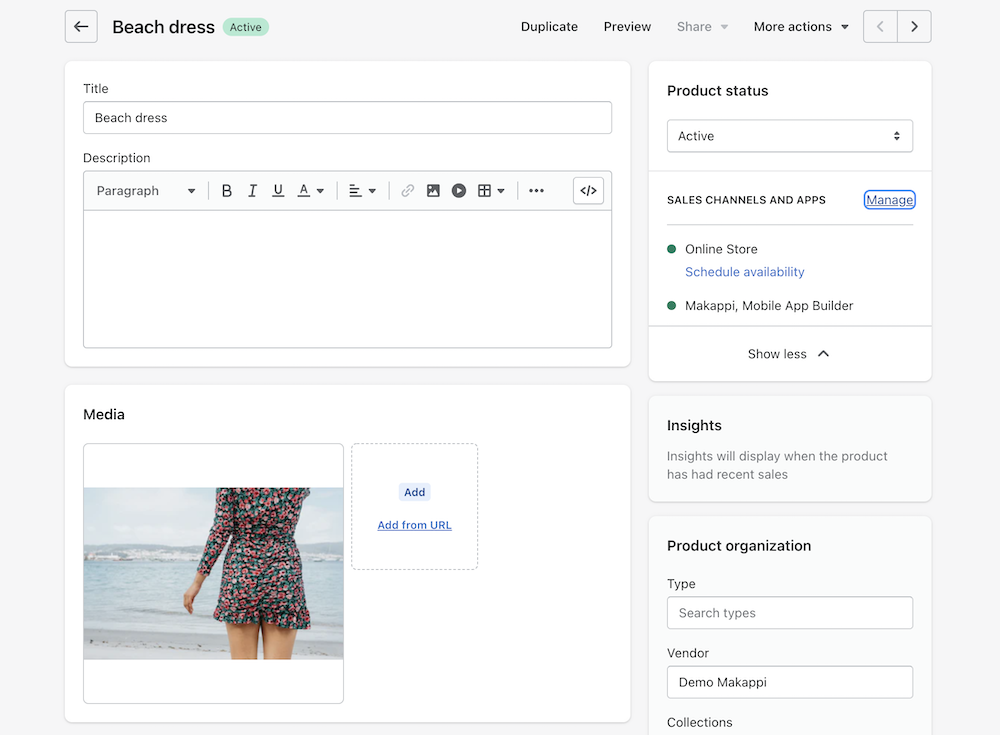 Beach dress Active Duplicate Preview Share More actions
Title
Beach dress
Description
Paragraph B I U A </>
Media
Add
Add from URL
Product status
Active
SALES CHANNELS AND APPS Manage
Online Store
Schedule availability
Makappi, Mobile App Builder
Show less
Insights
Insights will display when the product
has had recent sales
Product organization
Type
Search types
Vendor
Demo Makappi
Collections